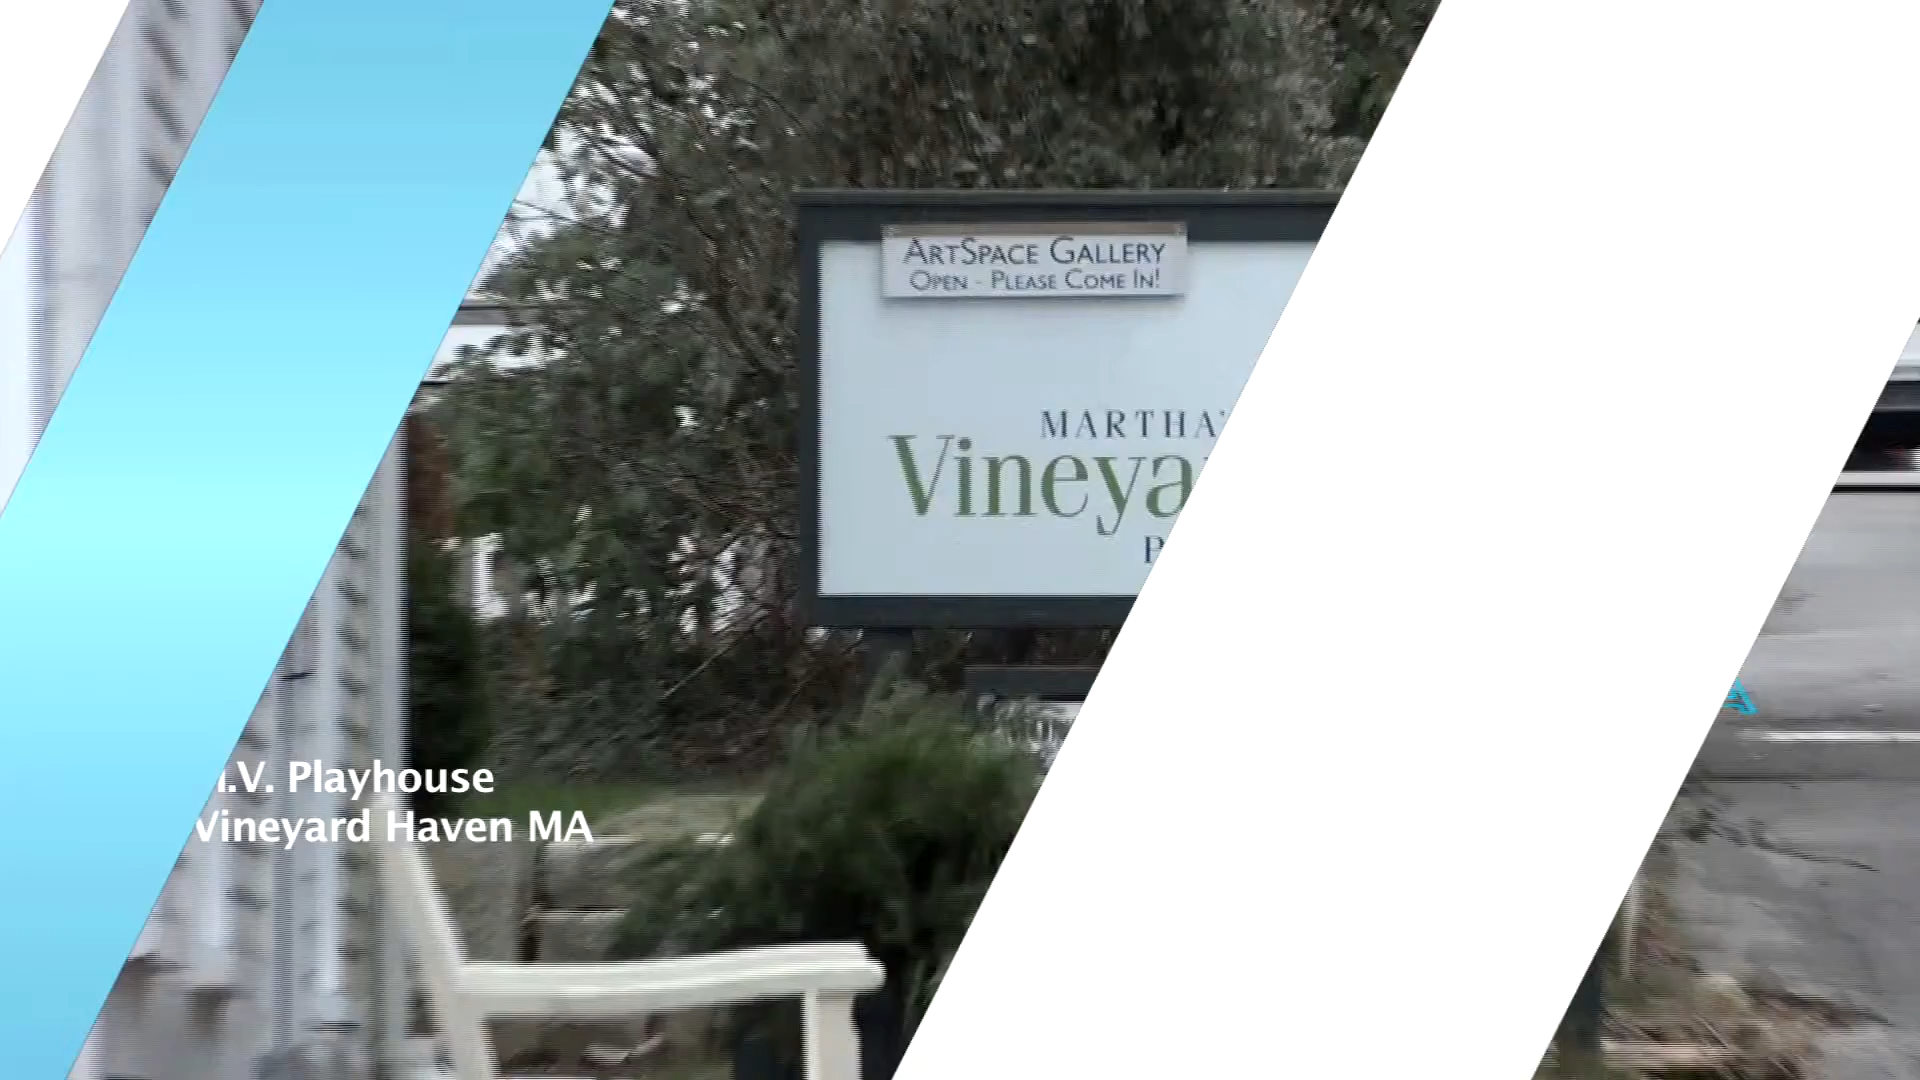 ARTSPACE GALLERY
OPEN - PLEASE COME IN!
MARTHA'
Vineya
P
.V. Playhouse
Vineyard Haven MA
A